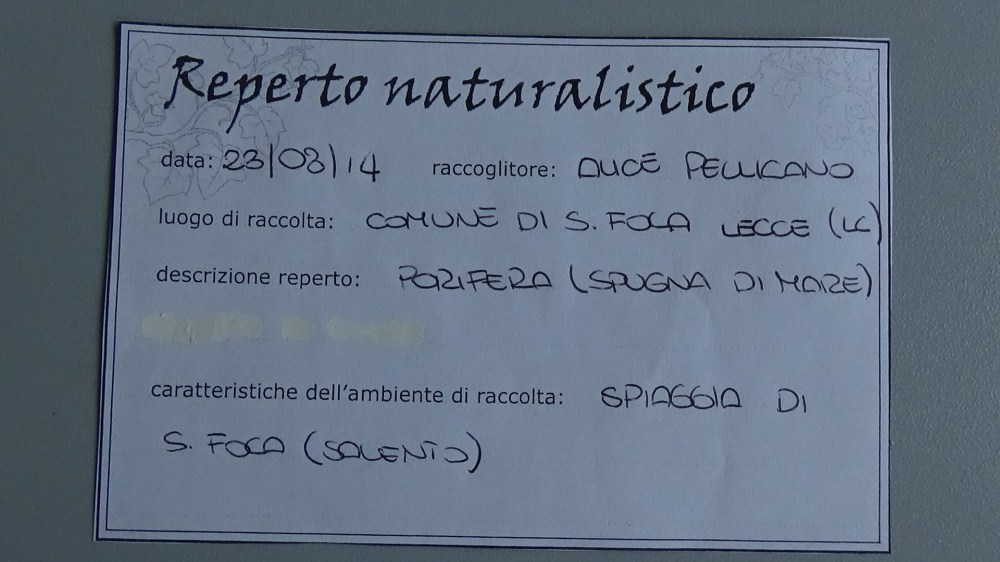 Reperto naturalistico
data: 23/08/14 raccoglitore: ALICE PELLICANO
luogo di raccolta: COMUNE DI S. FOCA LECCE (LC)
descrizione reperto: PORIFERA (SPUGNA DI MARE)
caratteristiche dell'ambiente di raccolta: SPIAGGIA DI
S. FOCA (SALENTO)